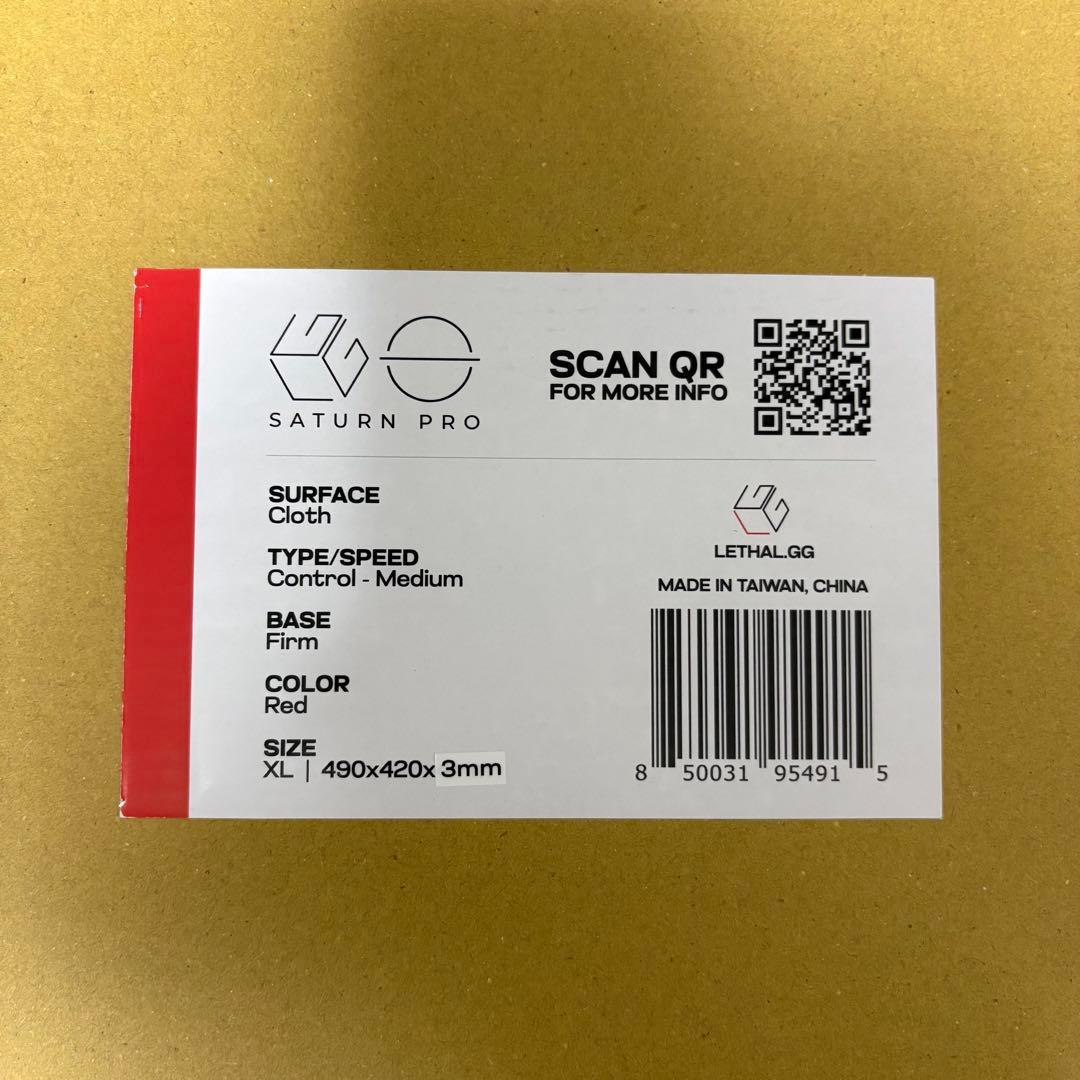 SATURN PRO
SCAN QR
FOR MORE INFO
SURFACE
Cloth
TYPE/SPEED
Control - Medium
BASE
Firm
COLOR
Red
SIZE
XL | 490x420x 3mm
LETHAL.GG
MADE IN TAIWAN, CHINA
8 50031 95491 5